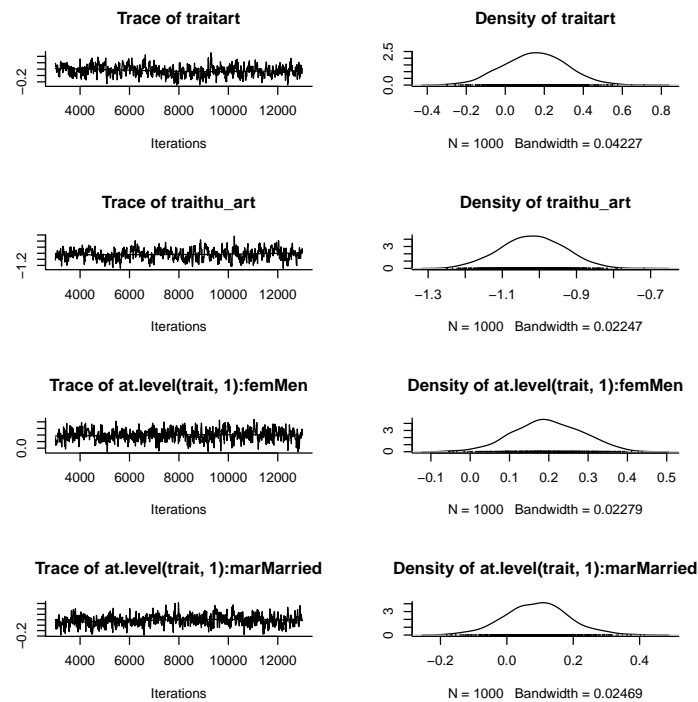 Trace of traitart
−0.2
4000 6000 8000 10000 12000
Iterations
Density of traitart
0.0 2.5
−0.4 −0.2 0.0 0.2 0.4 0.6 0.8
N = 1000 Bandwidth = 0.04227
Trace of traithu_art
−1.2
4000 6000 8000 10000 12000
Iterations
Density of traithu_art
0 3
−1.3 −1.1 −0.9 −0.7
N = 1000 Bandwidth = 0.02247
Trace of at.level(trait, 1):femMen
0.0
4000 6000 8000 10000 12000
Iterations
Density of at.level(trait, 1):femMen
0 3
−0.1 0.0 0.1 0.2 0.3 0.4 0.5
N = 1000 Bandwidth = 0.02279
Trace of at.level(trait, 1):marMarried
−0.2
4000 6000 8000 10000 12000
Iterations
Density of at.level(trait, 1):marMarried
0 3
−0.2 0.0 0.2 0.4
N = 1000 Bandwidth = 0.02469